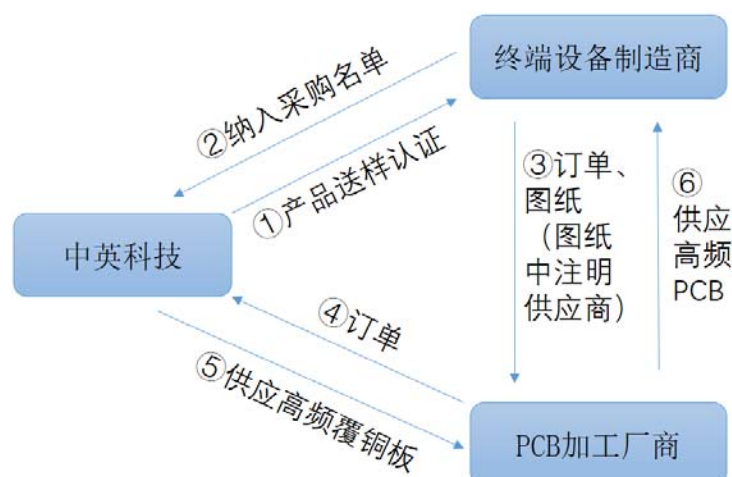 终端设备制造商
②纳入采购名单
①产品送样认证
③订单、
图纸
（图纸
中注明
供应商）
⑥
供应
高频
PCB
中英科技
④订单
⑤供应高频覆铜板
PCB加工厂商